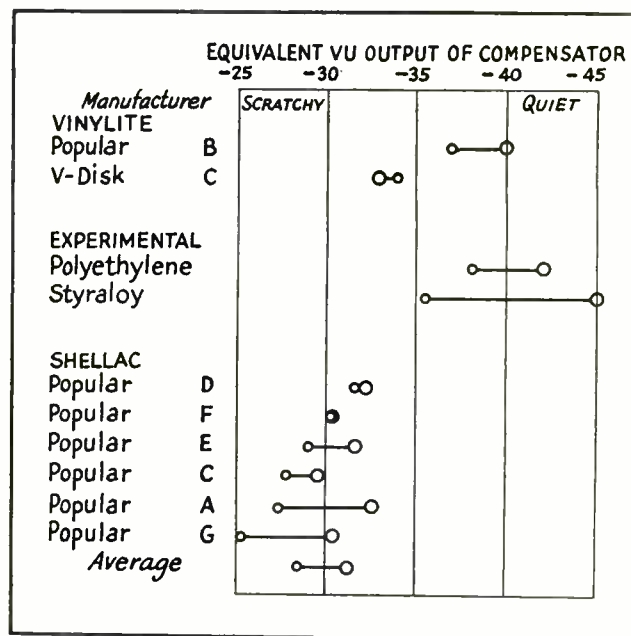 EQUIVALENT VU OUTPUT OF COMPENSATOR
-25 -30 -35 -40 -45
Manufacturer SCRATCHY QUIET
VINYLITE
Popular B
V-Disk C
EXPERIMENTAL
Polyethylene
Styraloy
SHELLAC
Popular D
Popular F
Popular E
Popular C
Popular A
Popular G
Average